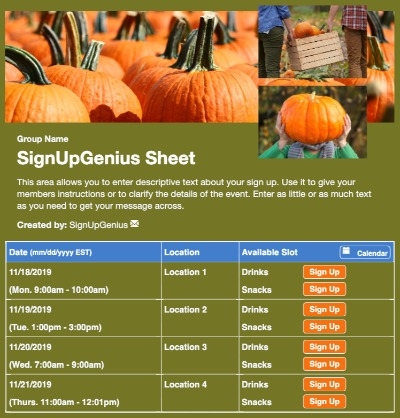 Group Name
SignUpGenius Sheet
This area allows you to enter descriptive text about your sign up. Use it to give your
members instructions or to clarify the details of the event. Enter as little or as much text
as you need to get your message across.
Created by: SignUpGenius
Date (mm/dd/yyyy EST) Location Available Slot Calendar
11/18/2019 Location 1 Drinks Sign Up
(Mon. 9:00am - 10:00am) Snacks Sign Up
11/19/2019 Location 2 Drinks Sign Up
(Tue. 1:00pm - 3:00pm) Snacks Sign Up
11/20/2019 Location 3 Drinks Sign Up
(Wed. 7:00am - 9:00am) Snacks Sign Up
11/21/2019 Location 4 Drinks Sign Up
(Thurs. 11:00am - 12:01pm) Snacks Sign Up